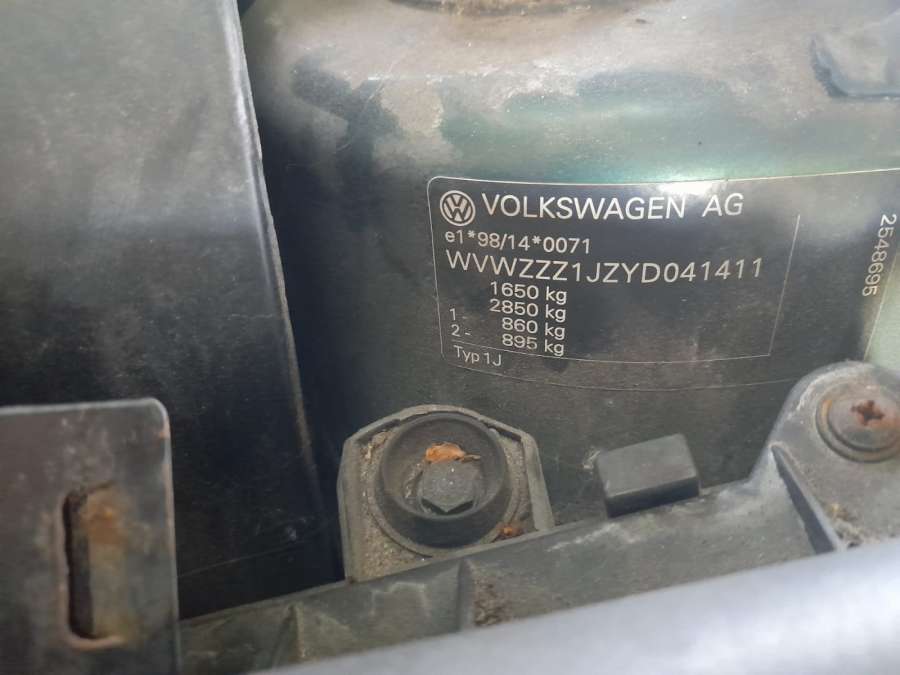 VOLKSWAGEN AG
e1*98/14*0071
WVWZZZ1JZYD041411
1650 kg
2850 kg
1- 860 kg
2- 895 kg
Typ 1J
2548695